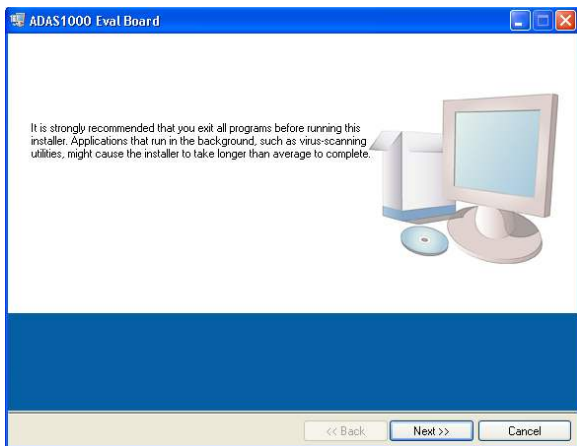 ADAS1000 Eval Board
It is strongly recommended that you exit all programs before running this
installer. Applications that run in the background, such as virus-scanning
utilities, might cause the installer to take longer than average to complete.
<< Back
Next >>
Cancel